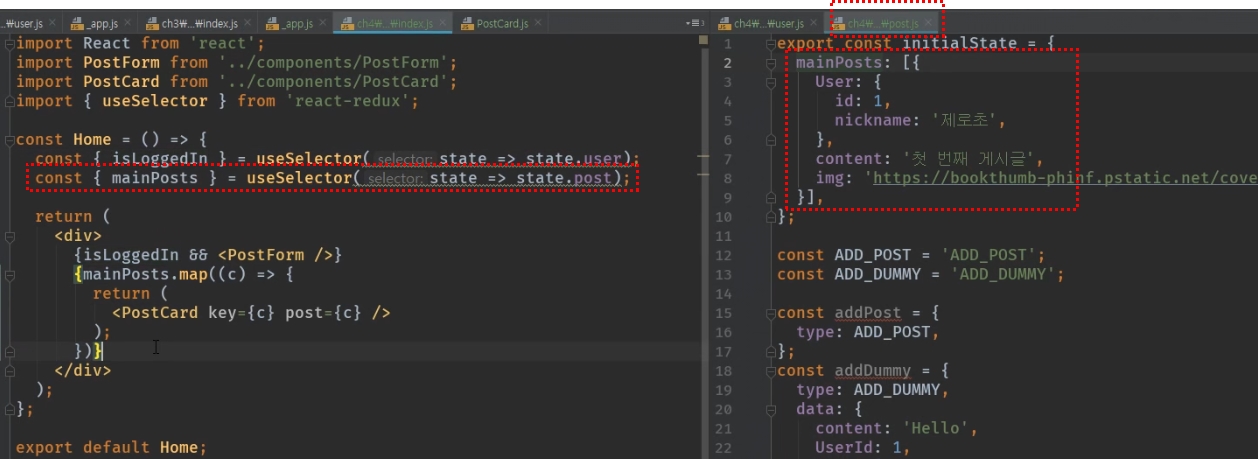 ...₩user.js
_app.js
ch3₩...₩index.js
_app.js
ch4₩...₩index.js
PostCard.js
import React from 'react';
import PostForm from '../components/PostForm';
import PostCard from '../components/PostCard';
import { useSelector } from 'react-redux';
const Home = () => {
const { isLoggedIn } = useSelector( selector: state => state.user);
const { mainPosts } = useSelector( selector: state => state.post);
return (
<div>
{isLoggedIn && <PostForm />}
{mainPosts.map((c) => {
return (
<PostCard key={c} post={c} />
);
})}
</div>
);
};
export default Home;
ch4₩...₩user.js
ch4₩...₩post.js
1 export const initialState = {
2 mainPosts: [{
3 User: {
4 id: 1,
5 nickname: '제로초',
6 },
7 content: '첫 번째 게시글',
8 img: 'https://bookthumb-phinf.pstatic.net/cove
9 }],
10 };
11
12 const ADD_POST = 'ADD_POST';
13 const ADD_DUMMY = 'ADD_DUMMY';
14
15 const addPost = {
16 type: ADD_POST,
17 };
18 const addDummy = {
19 type: ADD_DUMMY,
20 data: {
21 content: 'Hello',
22 UserId: 1,